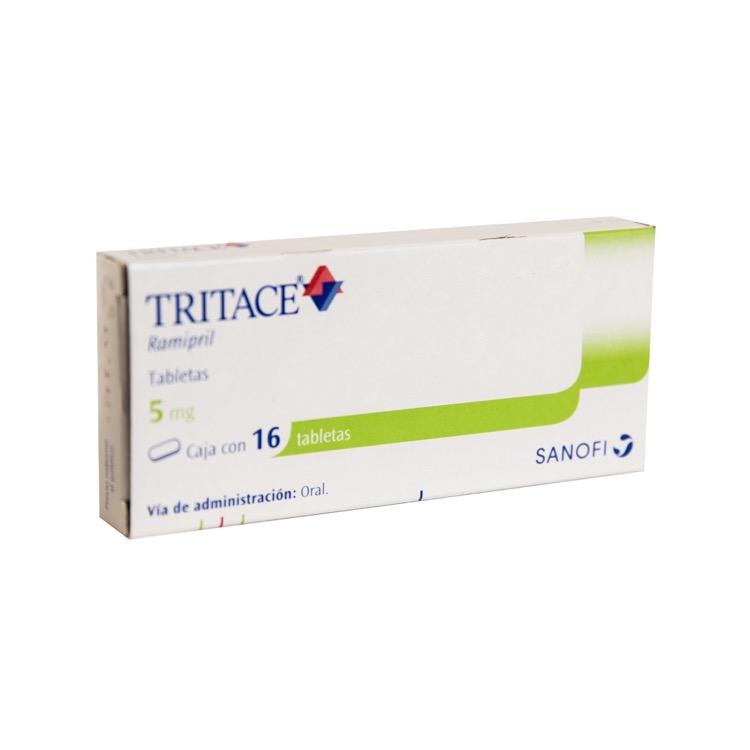 TRITACE®
Ramipril
Tabletas
5 mg
Caja con 16 tabletas
SANOFI
Vía de administración: Oral.